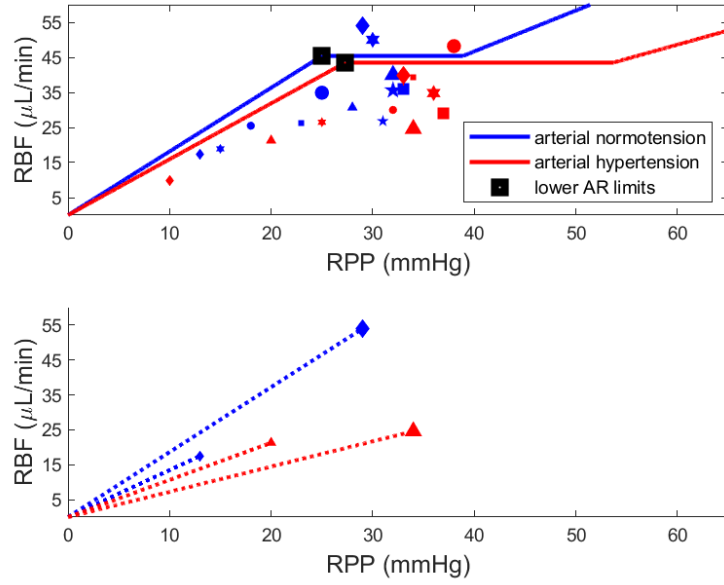 55
45
35
25
15
5
RBF (μL/min)
arterial normotension
arterial hypertension
lower AR limits
0 10 20 30 40 50 60
RPP (mmHg)
55
45
35
25
15
5
RBF (μL/min)
0 10 20 30 40 50 60
RPP (mmHg)